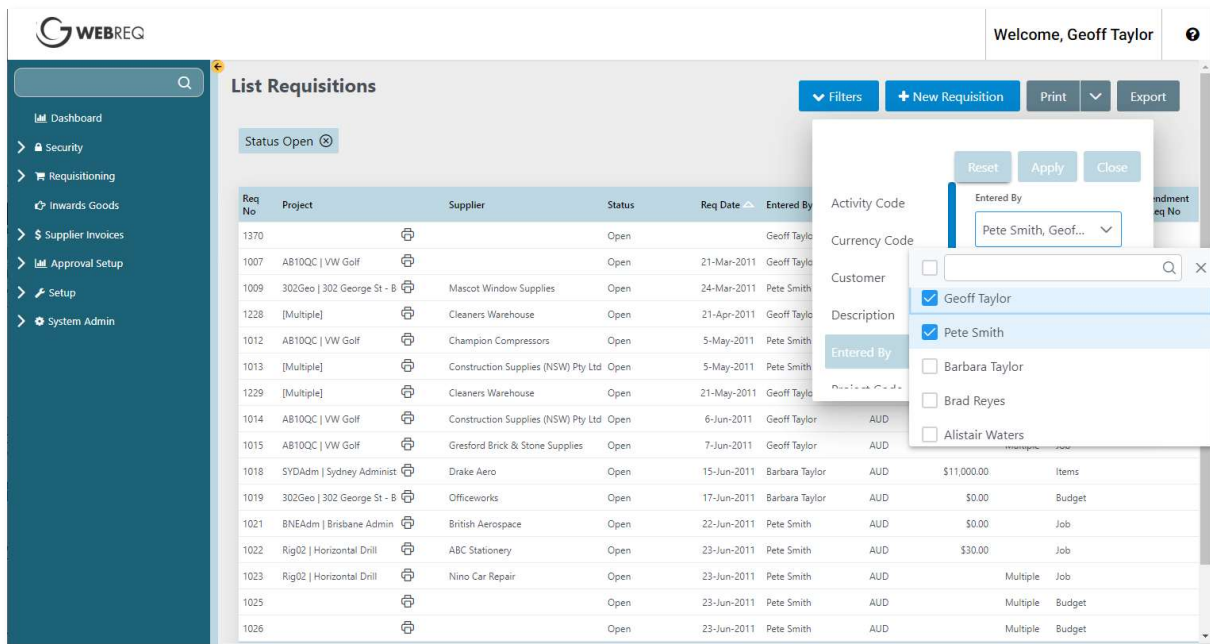 WEBREQ
Welcome, Geoff Taylor
List Requisitions
Filters
New Requisition
Print
Export
Dashboard
Security
Requisitioning
Inwards Goods
$ Supplier Invoices
Approval Setup
Setup
System Admin
Status Open
Reset Apply Close
Activity Code
Currency Code
Customer
Description
Entered By
Project Code
Entered By
Pete Smith, Geof...
Geoff Taylor
Pete Smith
Barbara Taylor
Brad Reyes
Alistair Waters
Req No Project Supplier Status Req Date Entered By endment eq No
1370 Open Geoff Taylo
1007 AB10QC | VW Golf Open 21-Mar-2011 Geoff Taylo
1009 302Geo | 302 George St - B Mascot Window Supplies Open 24-Mar-2011 Pete Smith
1228 [Multiple] Cleaners Warehouse Open 21-Apr-2011 Geoff Taylo
1012 AB10QC | VW Golf Champion Compressors Open 5-May-2011 Pete Smith
1013 [Multiple] Construction Supplies (NSW) Pty Ltd Open 5-May-2011 Pete Smith
1229 [Multiple] Cleaners Warehouse Open 21-May-2011 Geoff Taylo
1014 AB10QC | VW Golf Construction Supplies (NSW) Pty Ltd Open 6-Jun-2011 Geoff Taylor AUD
1015 AB10QC | VW Golf Gresford Brick & Stone Supplies Open 7-Jun-2011 Geoff Taylor AUD Multiple Job
1018 SYDAdm | Sydney Administ Drake Aero Open 15-Jun-2011 Barbara Taylor AUD $11,000.00 Items
1019 302Geo | 302 George St - B Officeworks Open 17-Jun-2011 Barbara Taylor AUD $0.00 Budget
1021 BNEAdm | Brisbane Admin British Aerospace Open 22-Jun-2011 Pete Smith AUD $0.00 Job
1022 Rig02 | Horizontal Drill ABC Stationery Open 23-Jun-2011 Pete Smith AUD $30.00 Job
1023 Rig02 | Horizontal Drill Nino Car Repair Open 23-Jun-2011 Pete Smith AUD Multiple Job
1025 Open 23-Jun-2011 Pete Smith AUD Multiple Budget
1026 Open 23-Jun-2011 Pete Smith AUD Multiple Budget